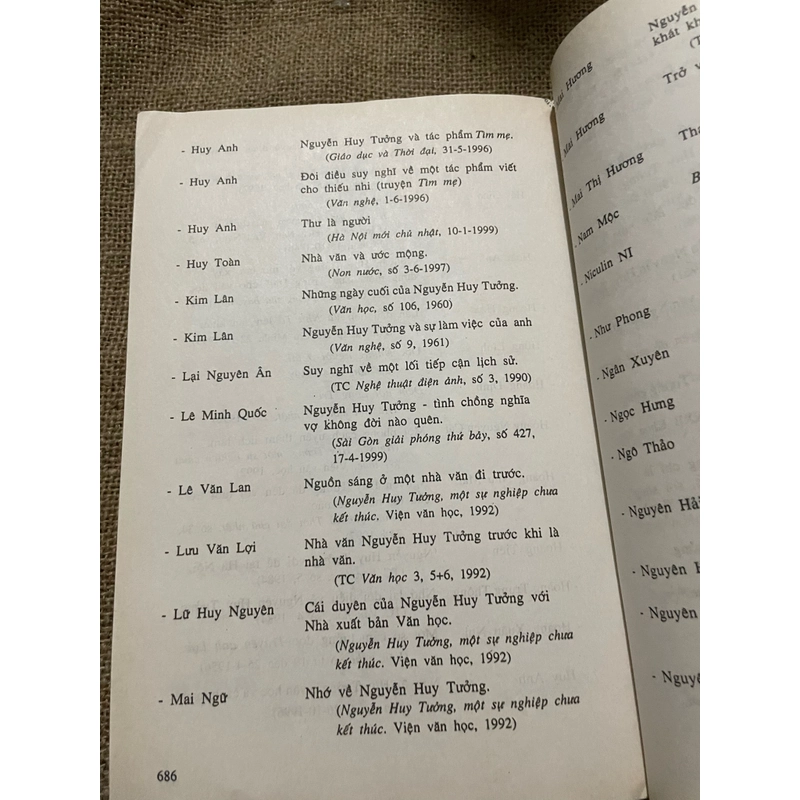 - Huy Anh Nguyễn Huy Tưởng và tác phẩm Tìm mẹ.
(Giáo dục và Thời đại, 31-5-1996)
- Huy Anh Đôi điều suy nghĩ về một tác phẩm viết
cho thiếu nhi (truyện Tìm mẹ)
(Văn nghệ, 1-6-1996)
- Huy Anh Thư là người
(Hà Nội mới chủ nhật, 10-1-1999)
- Huy Toàn Nhà văn và ước mộng.
(Non nước, số 3-6-1997)
- Kim Lân Những ngày cuối của Nguyễn Huy Tưởng.
(Văn học, số 106, 1960)
- Kim Lân Nguyễn Huy Tưởng và sự làm việc của anh
(Văn nghệ, số 9, 1961)
- Lại Nguyên Ân Suy nghĩ về một lối tiếp cận lịch sử.
(TC Nghệ thuật điện ảnh, số 3, 1990)
- Lê Minh Quốc Nguyễn Huy Tưởng - tình chồng nghĩa
vợ không đời nào quên.
(Sài Gòn giải phóng thứ bảy, số 427,
17-4-1999)
- Lê Văn Lan Nguồn sáng ở một nhà văn đi trước.
(Nguyễn Huy Tưởng, một sự nghiệp chưa
kết thúc. Viện văn học, 1992)
- Lưu Văn Lợi Nhà văn Nguyễn Huy Tưởng trước khi là
nhà văn.
(TC Văn học 3, 5+6, 1992)
- Lữ Huy Nguyên Cái duyên của Nguyễn Huy Tưởng với
Nhà xuất bản Văn học.
(Nguyễn Huy Tưởng, một sự nghiệp chưa
kết thúc. Viện văn học, 1992)
- Mai Ngữ Nhớ về Nguyễn Huy Tưởng.
(Nguyễn Huy Tưởng, một sự nghiệp chưa
kết thúc. Viện văn học, 1992)
686
Nguyễn
khát
Mai Hương
Trở
Mai Hương
- Mai Thị Hương
- Nam Mộc
- Niculin NI
- Như Phong
- Ngân Xuyên
- Ngọc Hưng
- Ngô Thảo
- Nguyên Hải
- Nguyên
- Nguyên